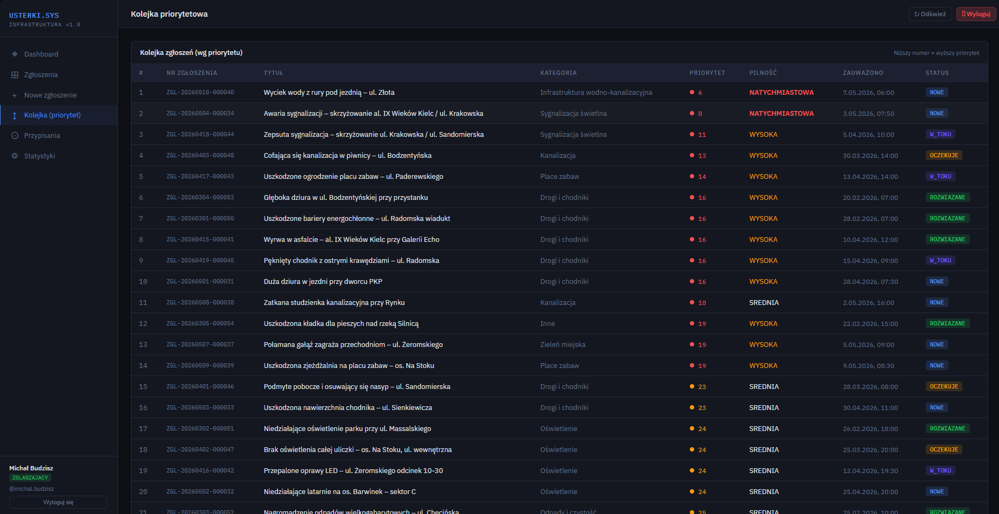 USTERKI.SYS
INFRASTRUKTURA v1.0
Dashboard
Zgłoszenia
Nowe zgłoszenie
Kolejka (priorytet)
Przypisania
Statystyki
Michał Budzisz
ZGLASZAJACY
@michal.budzisz
Wyloguj się
Kolejka priorytetowa
↻ Odśwież
Wyloguj
Kolejka zgłoszeń (wg priorytetu)
Niższy numer = wyższy priorytet
# NR ZGŁOSZENIA TYTUŁ KATEGORIA PRIORYTET PILNOŚĆ ZAUWAŻONO STATUS
1 ZGL-20260510-000040 Wyciek wody z rury pod jezdnią – ul. Złota Infrastruktura wodno-kanalizacyjna 6 NATYCHMIASTOWA 7.05.2026, 06:00 NOWE
2 ZGL-20260504-000034 Awaria sygnalizacji – skrzyżowanie al. IX Wieków Kielc / ul. Krakowska Sygnalizacja świetlna 8 NATYCHMIASTOWA 3.05.2026, 07:50 NOWE
3 ZGL-20260418-000044 Zepsuta sygnalizacja – skrzyżowanie ul. Krakowska / ul. Sandomierska Sygnalizacja świetlna 11 WYSOKA 5.04.2026, 10:00 W_TOKU
4 ZGL-20260403-000048 Cofająca się kanalizacja w piwnicy – ul. Bodzentyńska Kanalizacja 13 WYSOKA 30.03.2026, 14:00 OCZEKUJE
5 ZGL-20260417-000043 Uszkodzone ogrodzenie placu zabaw – ul. Paderewskiego Place zabaw 14 WYSOKA 13.04.2026, 14:00 W_TOKU
6 ZGL-20260304-000053 Głęboka dziura w ul. Bodzentyńskiej przy przystanku Drogi i chodniki 16 WYSOKA 20.02.2026, 07:00 ROZWIAZANE
7 ZGL-20260301-000050 Uszkodzone bariery energochłonne – ul. Radomska wiadukt Drogi i chodniki 16 WYSOKA 28.02.2026, 07:00 ROZWIAZANE
8 ZGL-20260415-000041 Wyrwa w asfalcie – al. IX Wieków Kielc przy Galerii Echo Drogi i chodniki 16 WYSOKA 10.04.2026, 12:00 ROZWIAZANE
9 ZGL-20260419-000045 Pęknięty chodnik z ostrymi krawędziami – ul. Radomska Drogi i chodniki 16 WYSOKA 15.04.2026, 09:00 W_TOKU
10 ZGL-20260501-000031 Duża dziura w jezdni przy dworcu PKP Drogi i chodniki 16 WYSOKA 28.04.2026, 07:30 NOWE
11 ZGL-20260508-000038 Zatkana studzienka kanalizacyjna przy Rynku Kanalizacja 18 SREDNIA 2.05.2026, 16:00 NOWE
12 ZGL-20260305-000054 Uszkodzona kładka dla pieszych nad rzeką Silnicą Inne 19 WYSOKA 22.02.2026, 15:00 ROZWIAZANE
13 ZGL-20260507-000037 Połamana gałąź zagraża przechodniom – ul. Żeromskiego Zieleń miejska 19 WYSOKA 5.05.2026, 09:00 NOWE
14 ZGL-20260509-000039 Uszkodzona zjeżdżalnia na placu zabaw – os. Na Stoku Place zabaw 19 WYSOKA 9.05.2026, 08:30 NOWE
15 ZGL-20260401-000046 Podmyte pobocze i osuwający się nasyp – ul. Sandomierska Drogi i chodniki 23 SREDNIA 28.03.2026, 08:00 OCZEKUJE
16 ZGL-20260503-000033 Uszkodzona nawierzchnia chodnika – ul. Sienkiewicza Drogi i chodniki 23 SREDNIA 30.04.2026, 11:00 NOWE
17 ZGL-20260302-000051 Niedziałające oświetlenie parku przy ul. Massalskiego Oświetlenie 24 SREDNIA 26.02.2026, 18:00 ROZWIAZANE
18 ZGL-20260402-000047 Brak oświetlenia całej uliczki – os. Na Stoku, ul. wewnętrzna Oświetlenie 24 SREDNIA 25.03.2026, 20:00 OCZEKUJE
19 ZGL-20260416-000042 Przepalone oprawy LED – ul. Żeromskiego odcinek 10-30 Oświetlenie 24 SREDNIA 12.04.2026, 19:30 W_TOKU
20 ZGL-20260502-000032 Niedziałające latarnie na os. Barwinek – sektor C Oświetlenie 24 SREDNIA 25.04.2026, 20:00 NOWE
21 ZGL-20260303-000052 Nagromadzenie odpadów wielkogabarytowych – ul. Chęcińska Odpady i czystość 25 SREDNIA 25.02.2026, 10:00 ROZWIAZANE